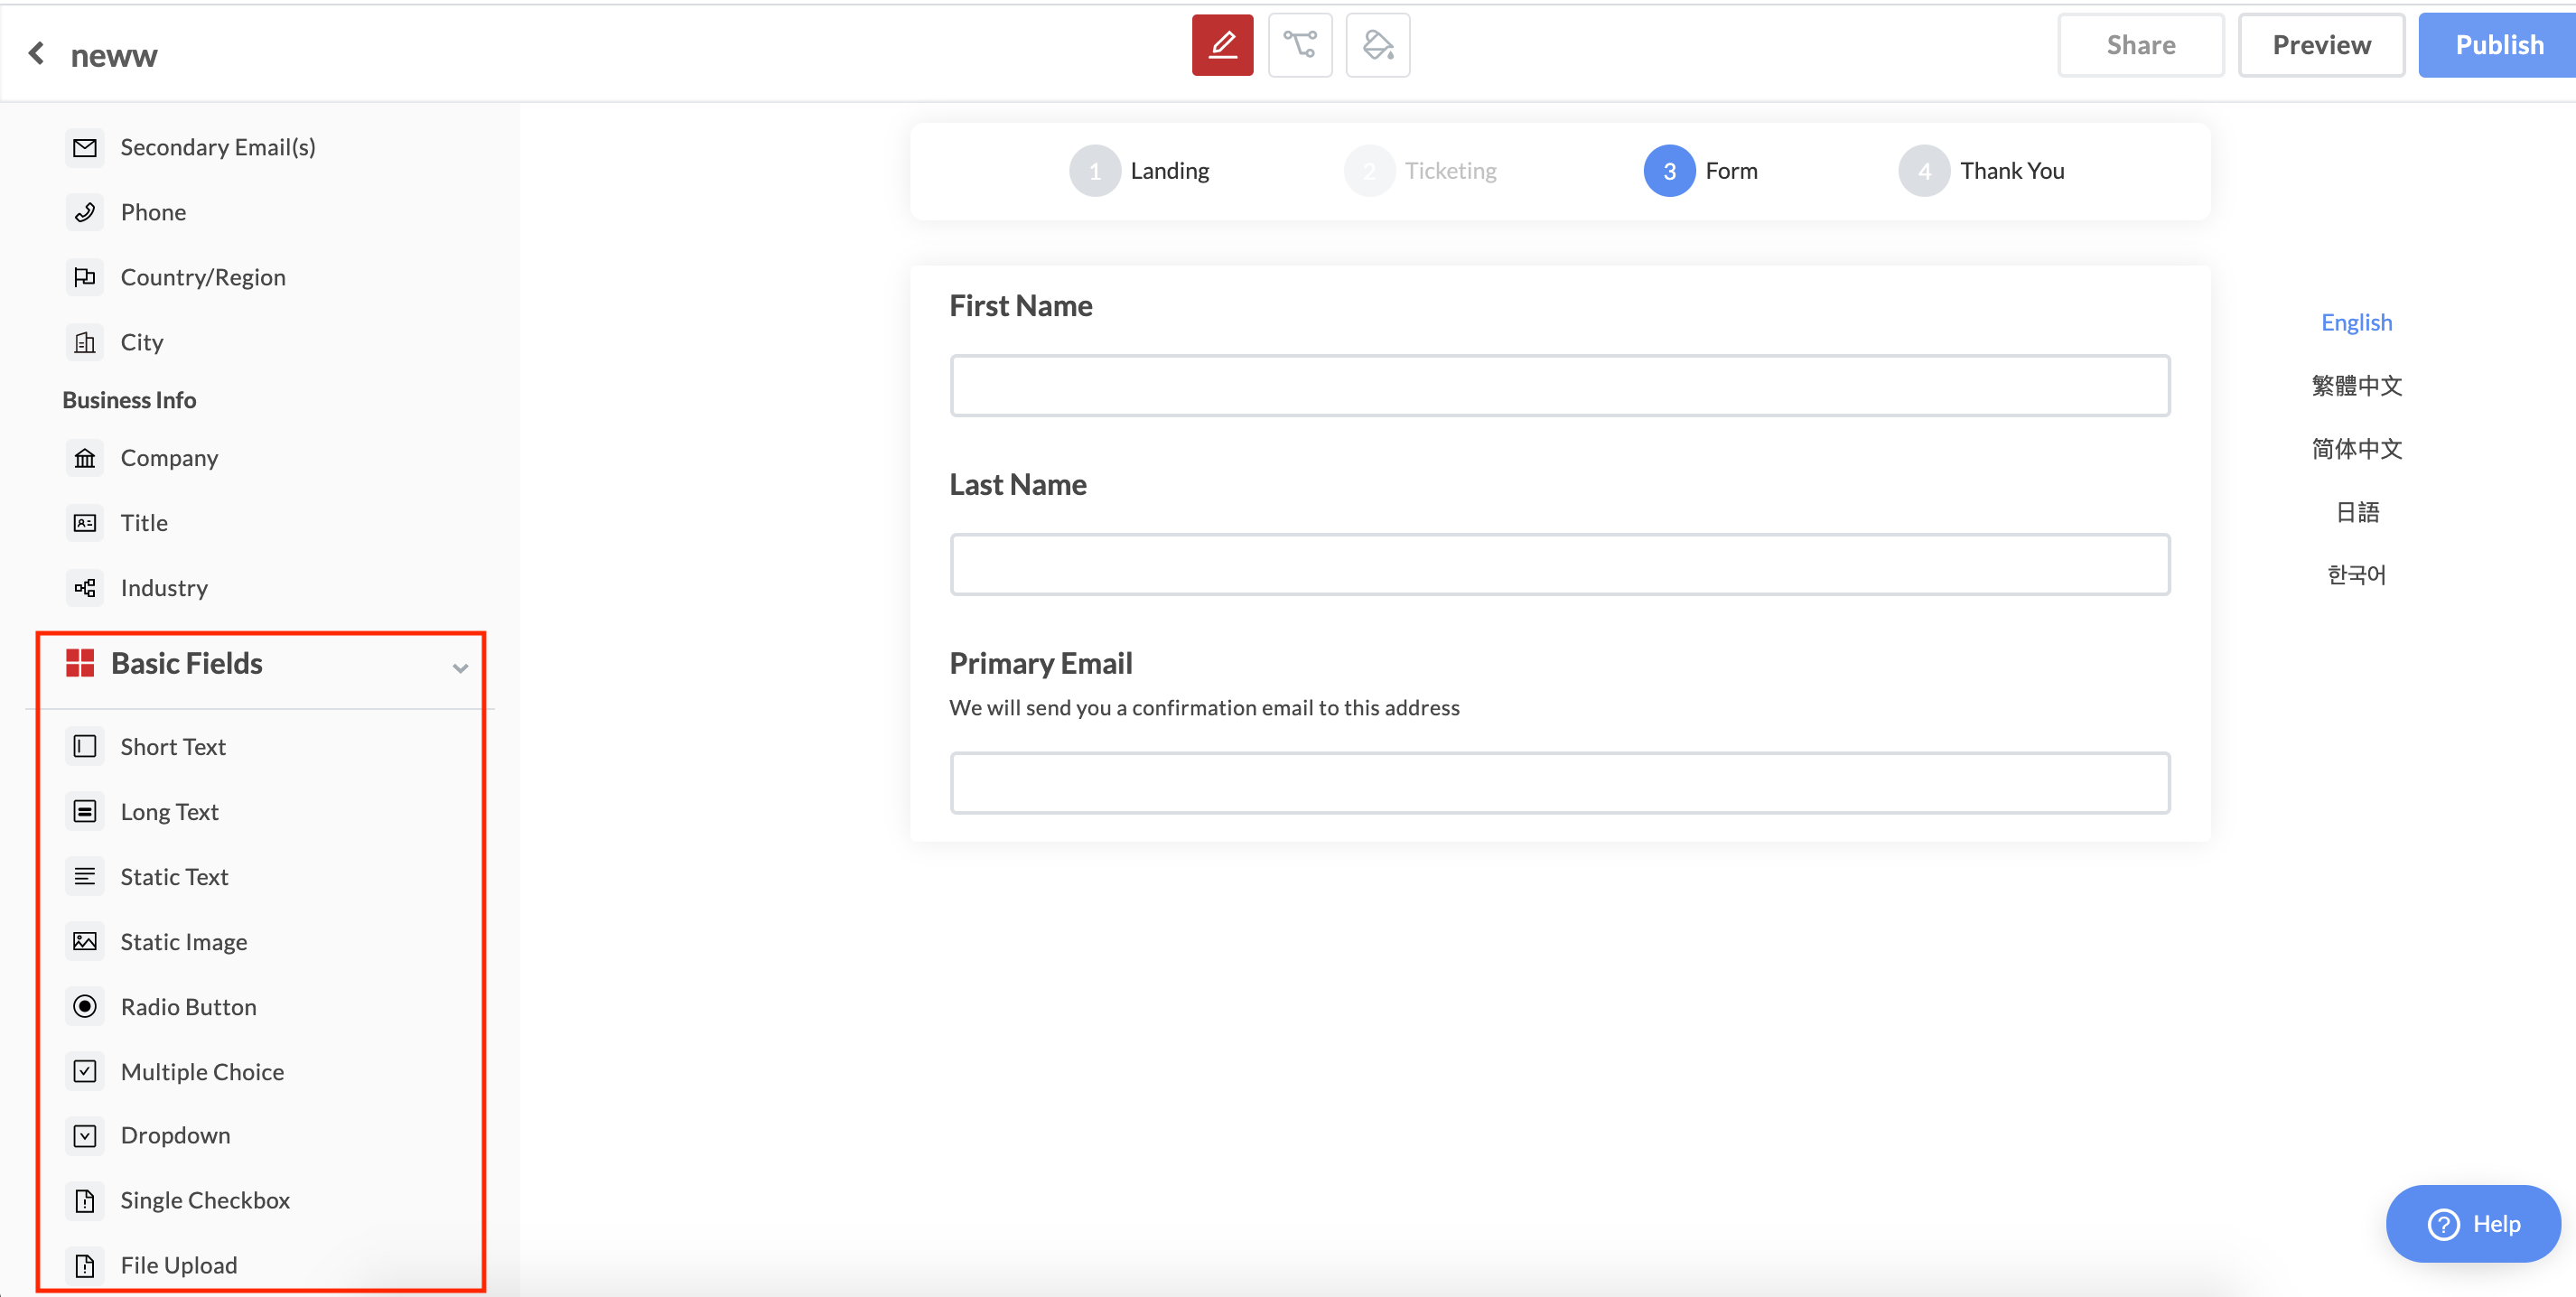 neww
Share
Preview
Publish
Secondary Email(s)
Phone
Country/Region
City
Business Info
Company
Title
Industry
Basic Fields
Short Text
Long Text
Static Text
Static Image
Radio Button
Multiple Choice
Dropdown
Single Checkbox
File Upload
1 Landing
2 Ticketing
3 Form
4 Thank You
First Name
Last Name
Primary Email
We will send you a confirmation email to this address
English
繁體中文
简体中文
日語
한국어
? Help